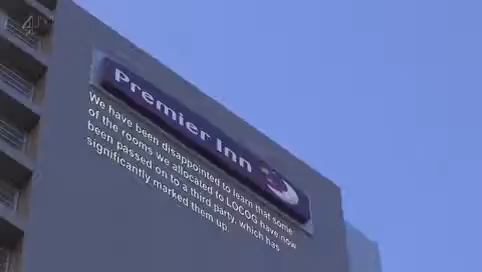 4
Premier Inn
We have been disappointed to learn that some
of the rooms we allocated to LOCOG have now
been passed on to a third party, which has
significantly marked them up.